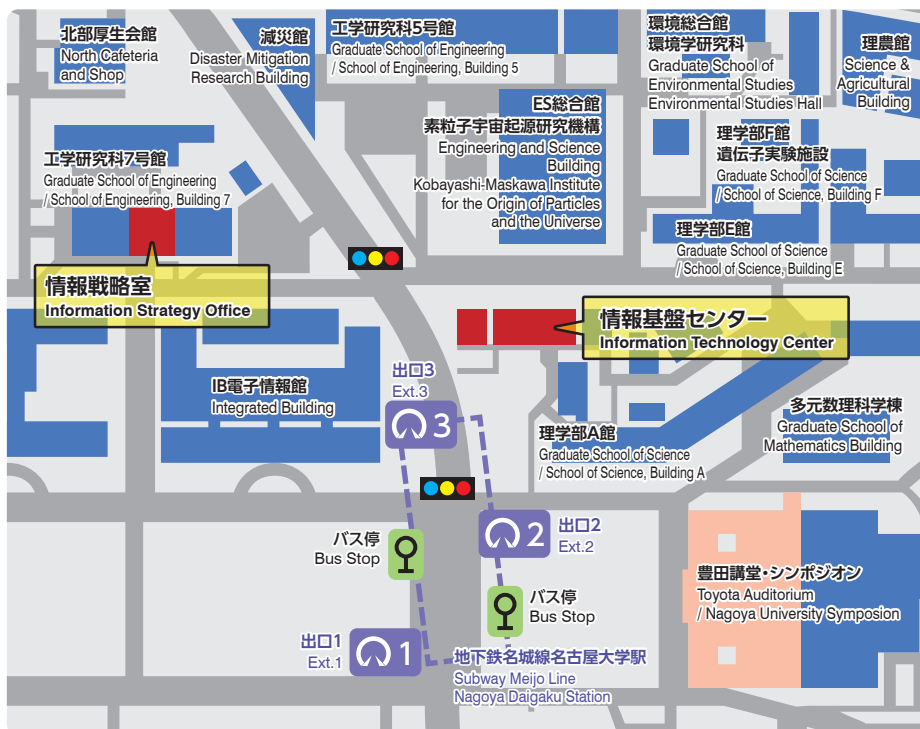 北部厚生会館
North Cafeteria
and Shop
減災館
Disaster Mitigation
Research Building
工学研究科5号館
Graduate School of Engineering
/ School of Engineering, Building 5
環境総合館
環境学研究科
Graduate School of
Environmental Studies
Environmental Studies Hall
理農館
Science &
Agricultural
Building
ES総合館
素粒子宇宙起源研究機構
Engineering and Science
Building
Kobayashi-Maskawa Institute
for the Origin of Particles
and the Universe
理学部F館
遺伝子実験施設
Graduate School of Science
/ School of Science, Building F
工学研究科7号館
Graduate School of Engineering
/ School of Engineering, Building 7
理学部E館
Graduate School of Science
/ School of Science, Building E
情報戦略室
Information Strategy Office
情報基盤センター
Information Technology Center
IB電子情報館
Integrated Building
出口3
Ext.3
3
理学部A館
Graduate School of Science
/ School of Science, Building A
多元数理科学棟
Graduate School of
Mathematics Building
バス停
Bus Stop
2
出口2
Ext.2
バス停
Bus Stop
豊田講堂・シンポジオン
Toyota Auditorium
/ Nagoya University Symposion
出口1
Ext.1
1
地下鉄名城線名古屋大学駅
Subway Meijo Line
Nagoya Daigaku Station